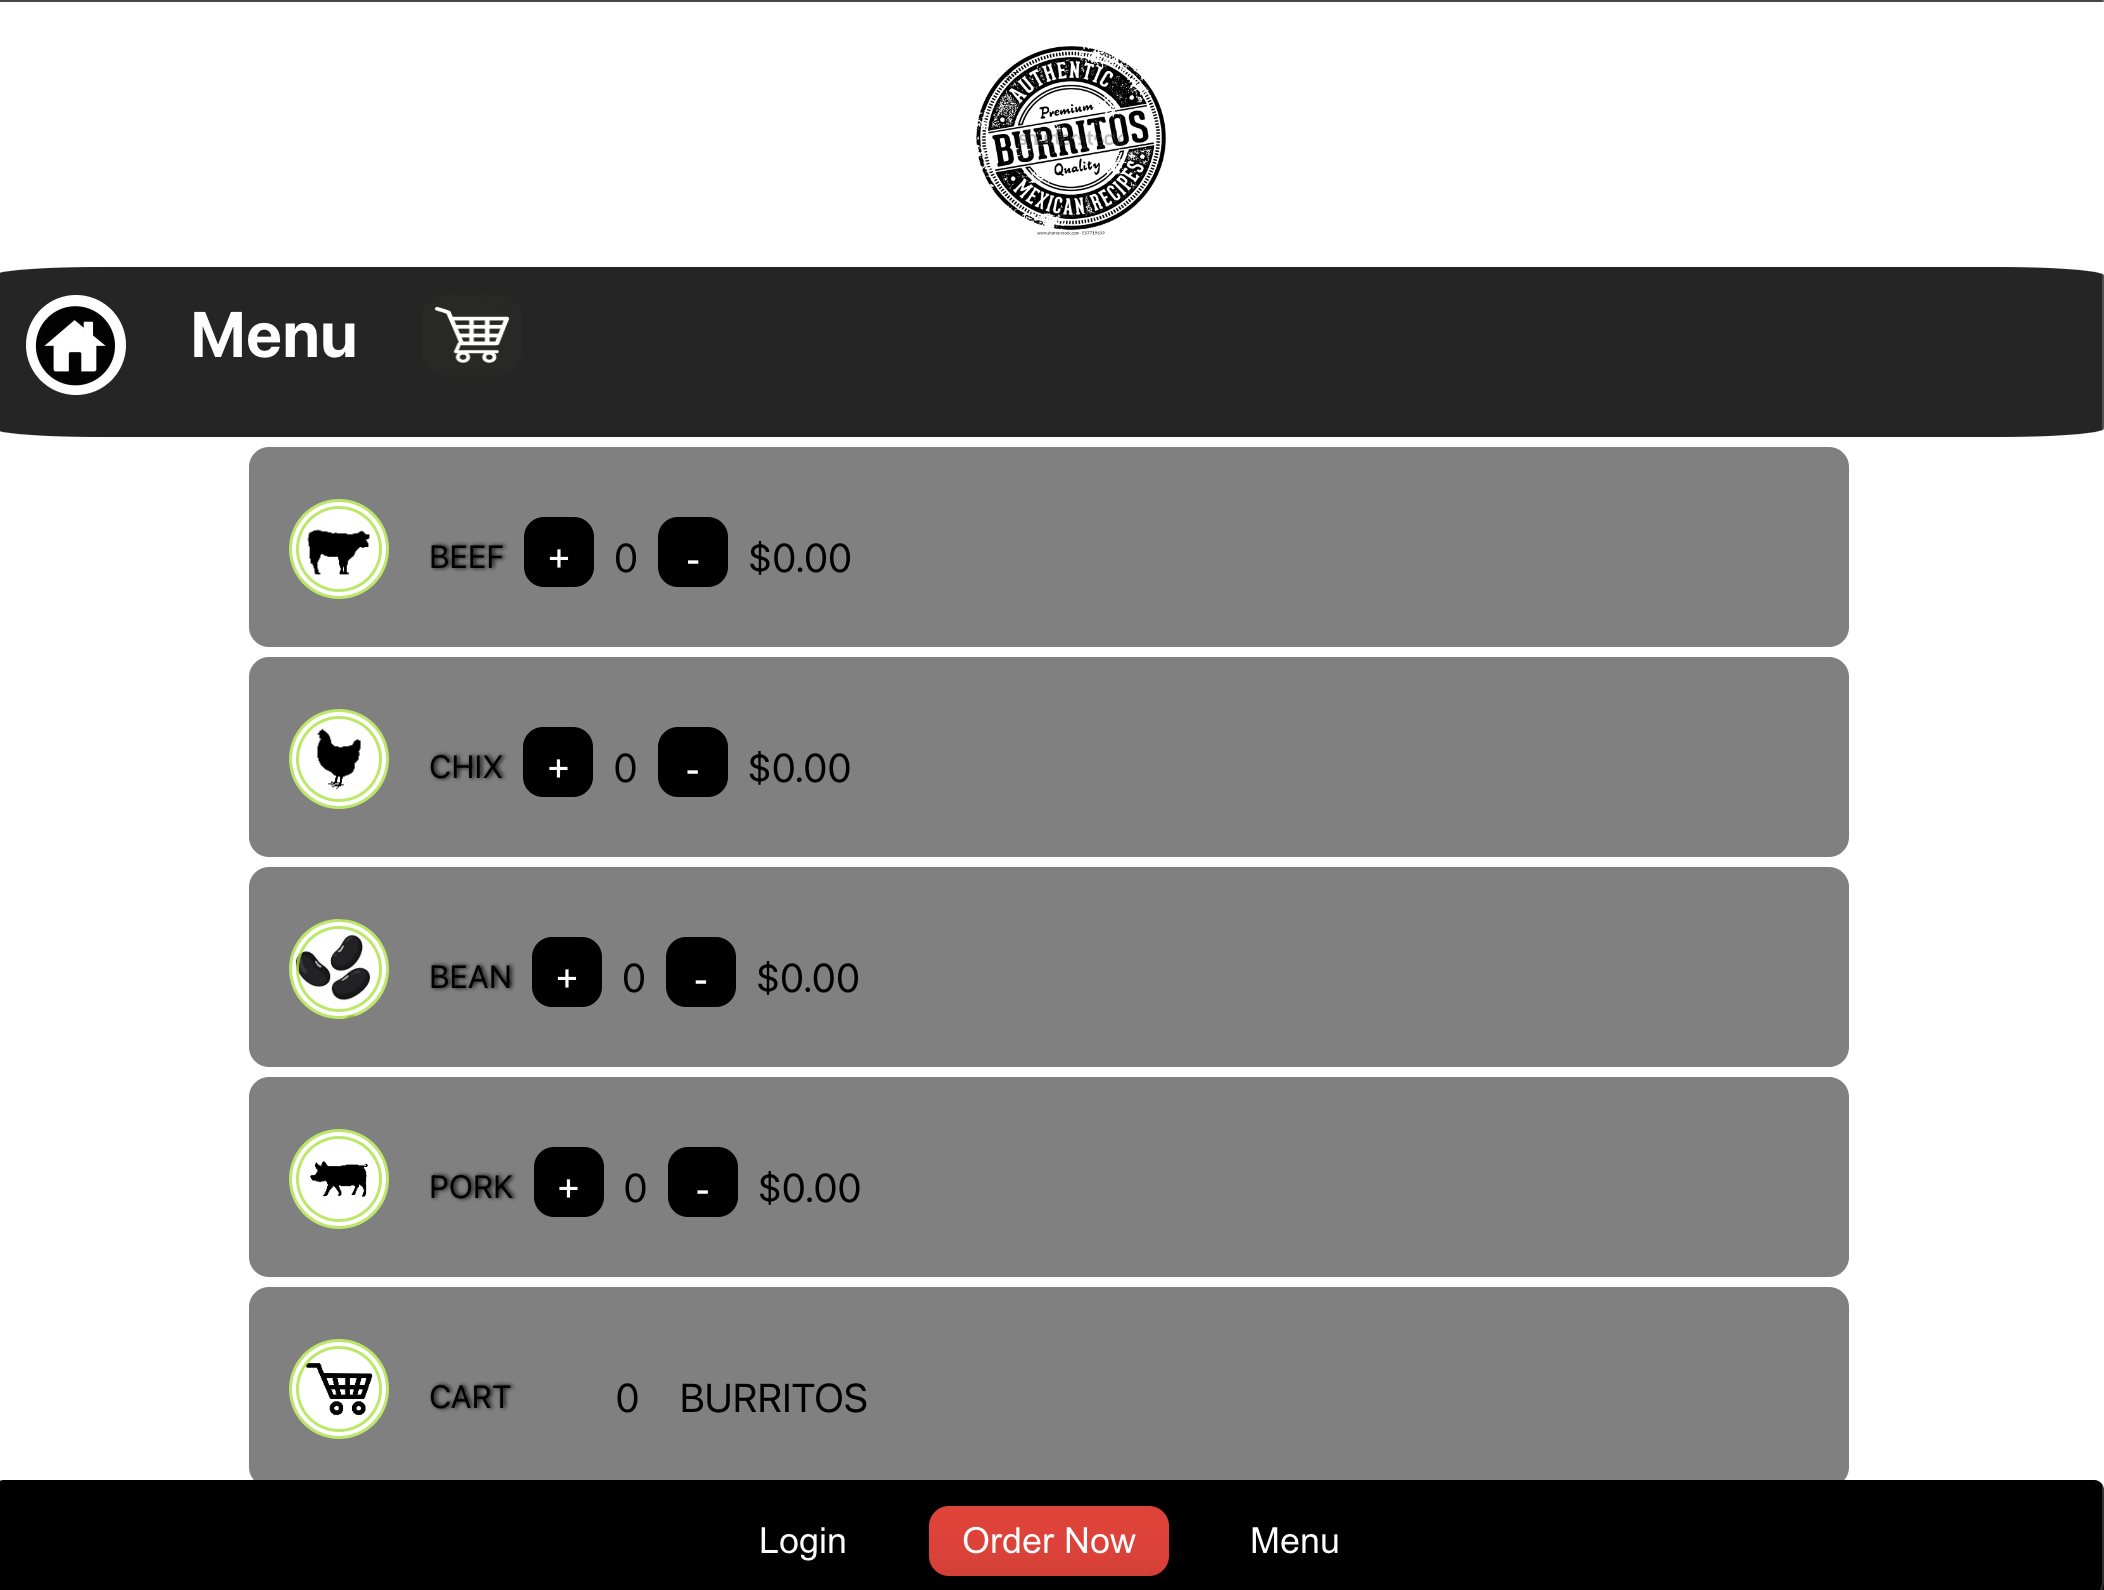 AUTHENTIC
Premium
BURRITOS
Quality
MEXICAN RECIPES
Menu
BEEF + 0 - $0.00
CHIX + 0 - $0.00
BEAN + 0 - $0.00
PORK + 0 - $0.00
CART 0 BURRITOS
Login Order Now Menu